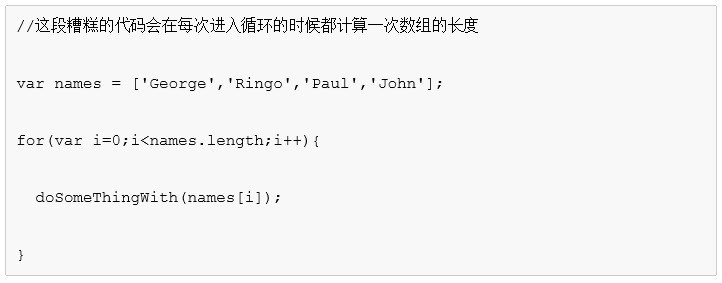 //这段糟糕的代码会在每次进入循环的时候都计算一次数组的长度
var names = ['George','Ringo','Paul','John'];
for(var i=0;i<names.length;i++){
  doSomeThingWith(names[i]);
}